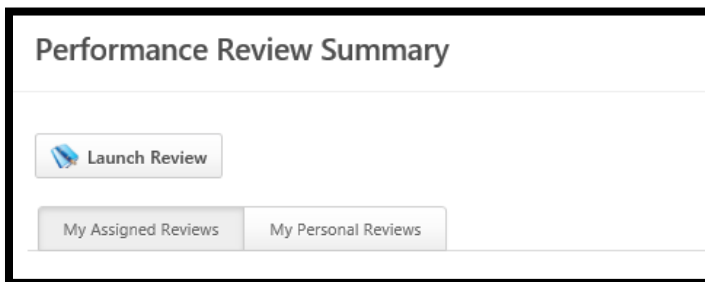 Performance Review Summary
Launch Review
My Assigned Reviews My Personal Reviews